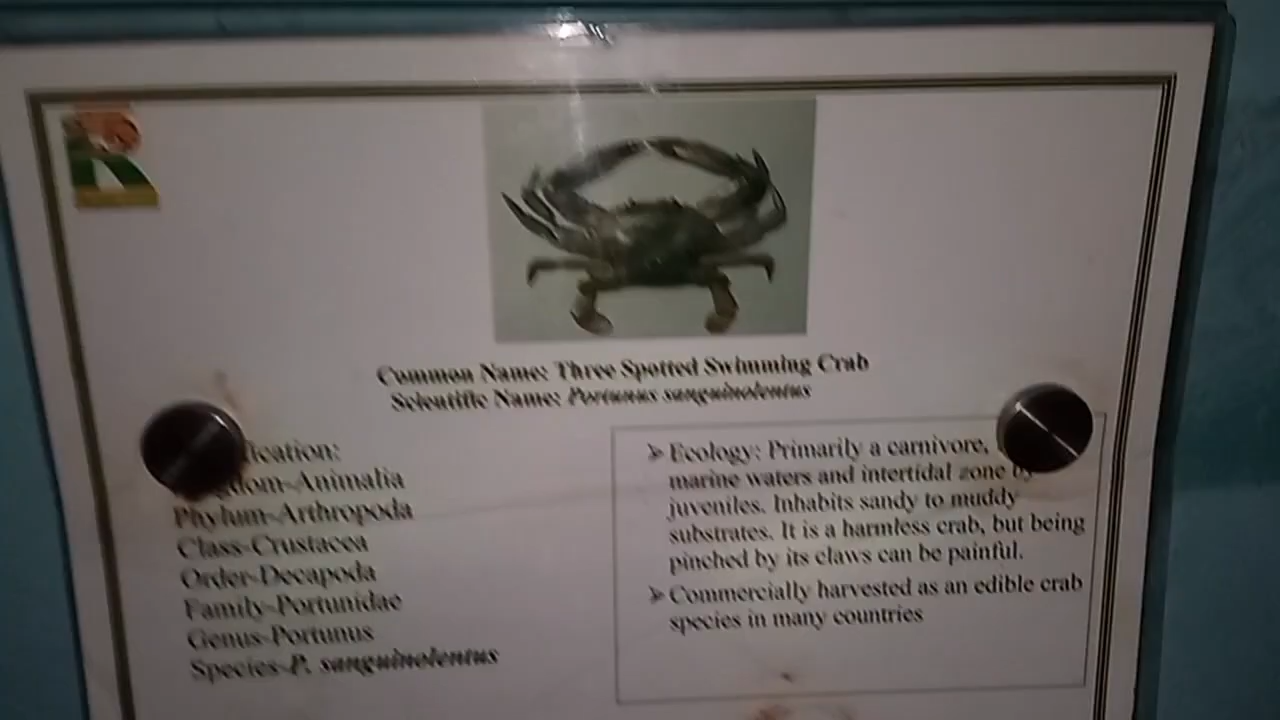 Common Name: Three Spotted Swimming Crab
Scientific Name: Portunus sanguinolentus
Kingdom-Animalia
Phylum-Arthropoda
Class-Crustacea
Order-Decapoda
Family-Portunidae
Genus-Portunus
Species-P. sanguinolentus
➢ Ecology: Primarily a carnivore,
marine waters and intertidal zone by
juveniles. Inhabits sandy to muddy
substrates. It is a harmless crab, but being
pinched by its claws can be painful.
➢ Commercially harvested as an edible crab
species in many countries